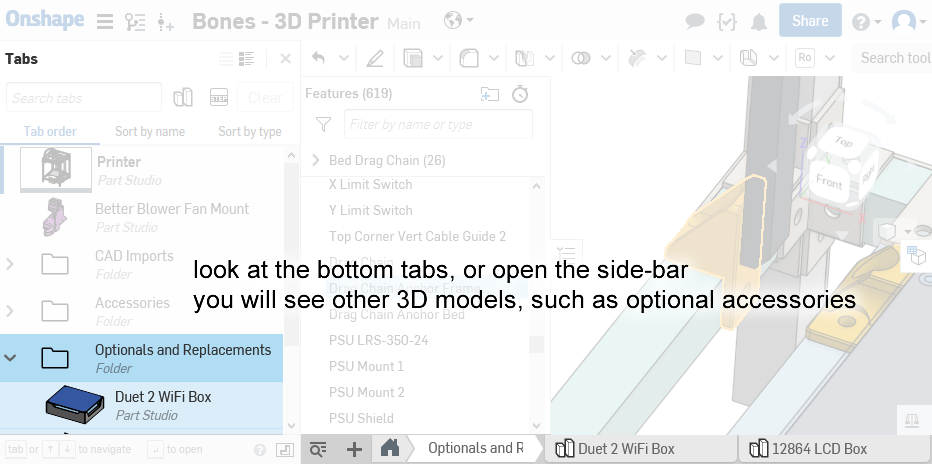 Onshape
Bones - 3D Printer Main
Share
Tabs
Search tabs
STEP
Clear
Tab order Sort by name Sort by type
Printer
Part Studio
Better Blower Fan Mount
Part Studio
CAD Imports
Folder
Accessories
Folder
Optionals and Replacements
Folder
Duet 2 WiFi Box
Part Studio
tab or to navigate to open
Ro Search tool
Features (619)
Filter by name or type
Bed Drag Chain (26)
X Limit Switch
Y Limit Switch
Top Corner Vert Cable Guide 2
Drag Chain
Drag Chain Anchor Frame
Drag Chain Anchor Bed
PSU LRS-350-24
PSU Mount 1
PSU Mount 2
PSU Shield
look at the bottom tabs, or open the side-bar
you will see other 3D models, such as optional accessories
Z
Top
Front
Right
Optionals and R Duet 2 WiFi Box 12864 LCD Box